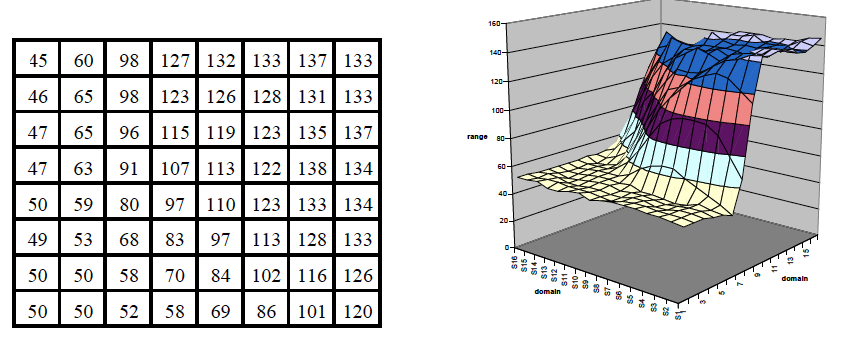 45 60 98 127 132 133 137 133
46 65 98 123 126 128 131 133
47 65 96 115 119 123 135 137
47 63 91 107 113 122 138 134
50 59 80 97 110 123 133 134
49 53 68 83 97 113 128 133
50 50 58 70 84 102 116 126
50 50 52 58 69 86 101 120
160
140
120
100
range
80
60
40
20
0
S16
S15
S14
S13
S12
S11
S10
S9
S8
S7
S6
S5
S4
S3
S2
S1
domain
3
5
7
9
11
13
15
domain